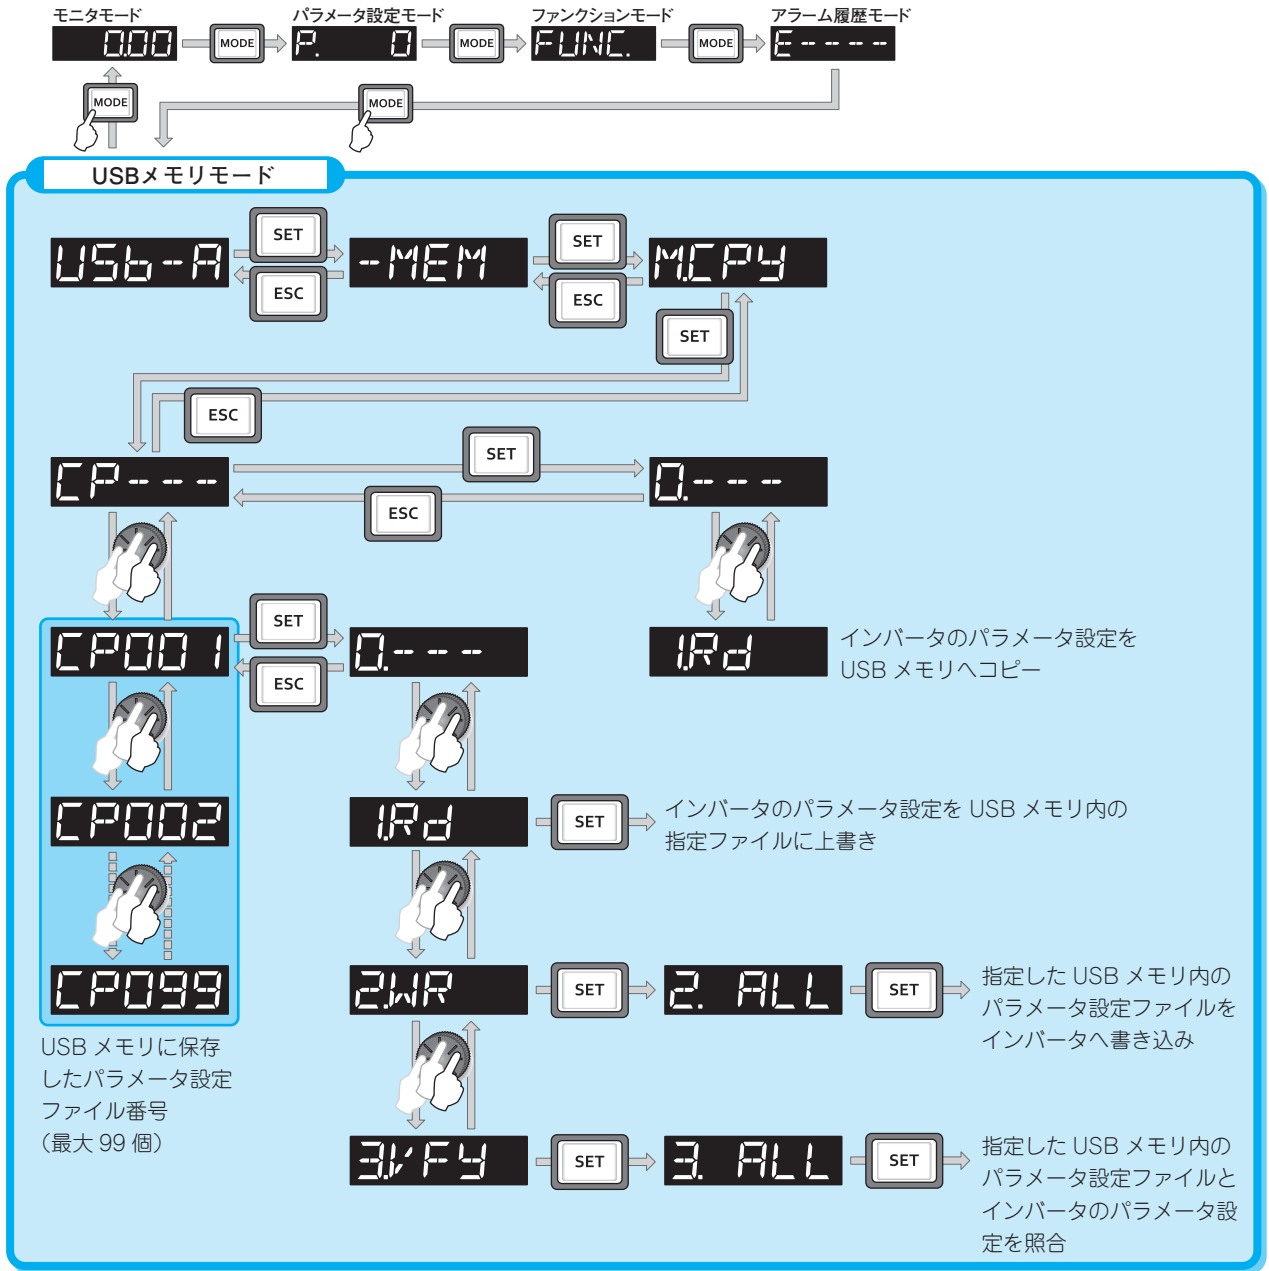 モニタモード
パラメータ設定モード
ファンクションモード
アラーム履歴モード
0.00
MODE
P. 0
MODE
FUNC.
MODE
E----
MODE
MODE
USBメモリモード
USb-A
SET
ESC
-MEM
SET
ESC
M.CPY
SET
ESC
CP---
SET
ESC
0.---
CP001
SET
ESC
0.---
1.Rd
インバータのパラメータ設定を
USB メモリへコピー
CP002
1.Rd
SET
インバータのパラメータ設定を USB メモリ内の
指定ファイルに上書き
CP099
2.WR
SET
2. ALL
SET
指定した USB メモリ内の
パラメータ設定ファイルを
インバータへ書き込み
USB メモリに保存
したパラメータ設定
ファイル番号
（最大 99 個）
3.VFY
SET
3. ALL
SET
指定した USB メモリ内の
パラメータ設定ファイルと
インバータのパラメータ設
定を照合